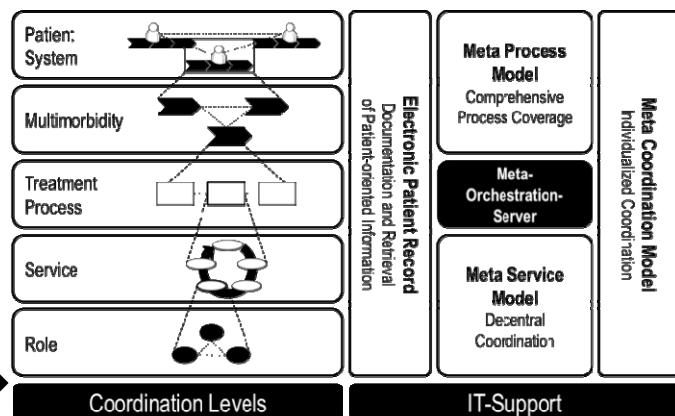 Patient
System
Multimorbidity
Treatment
Process
Service
Role
Coordination Levels
Electronic Patient Record
Documentation and Retrieval
of Patient-oriented Information
Meta Process
Model
Comprehensive
Process Coverage
Meta-
Orchestration-
Server
Meta Service
Model
Decentral
Coordination
Meta Coordination Model
Individualized Coordination
IT-Support